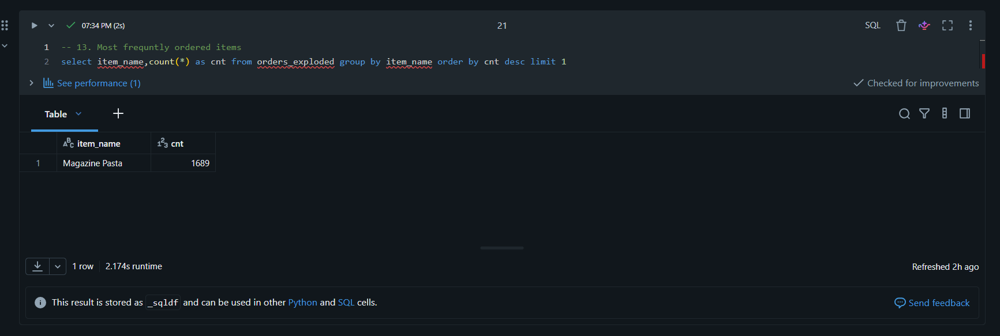 07:34 PM (2s)
21
SQL
1 -- 13. Most frequntly ordered items
2 select item_name,count(*) as cnt from orders_exploded group by item_name order by cnt desc limit 1
See performance (1)
Checked for improvements
Table
item_name cnt
1 Magazine Pasta 1689
1 row 2.174s runtime
Refreshed 2h ago
This result is stored as _sqldf and can be used in other Python and SQL cells.
Send feedback